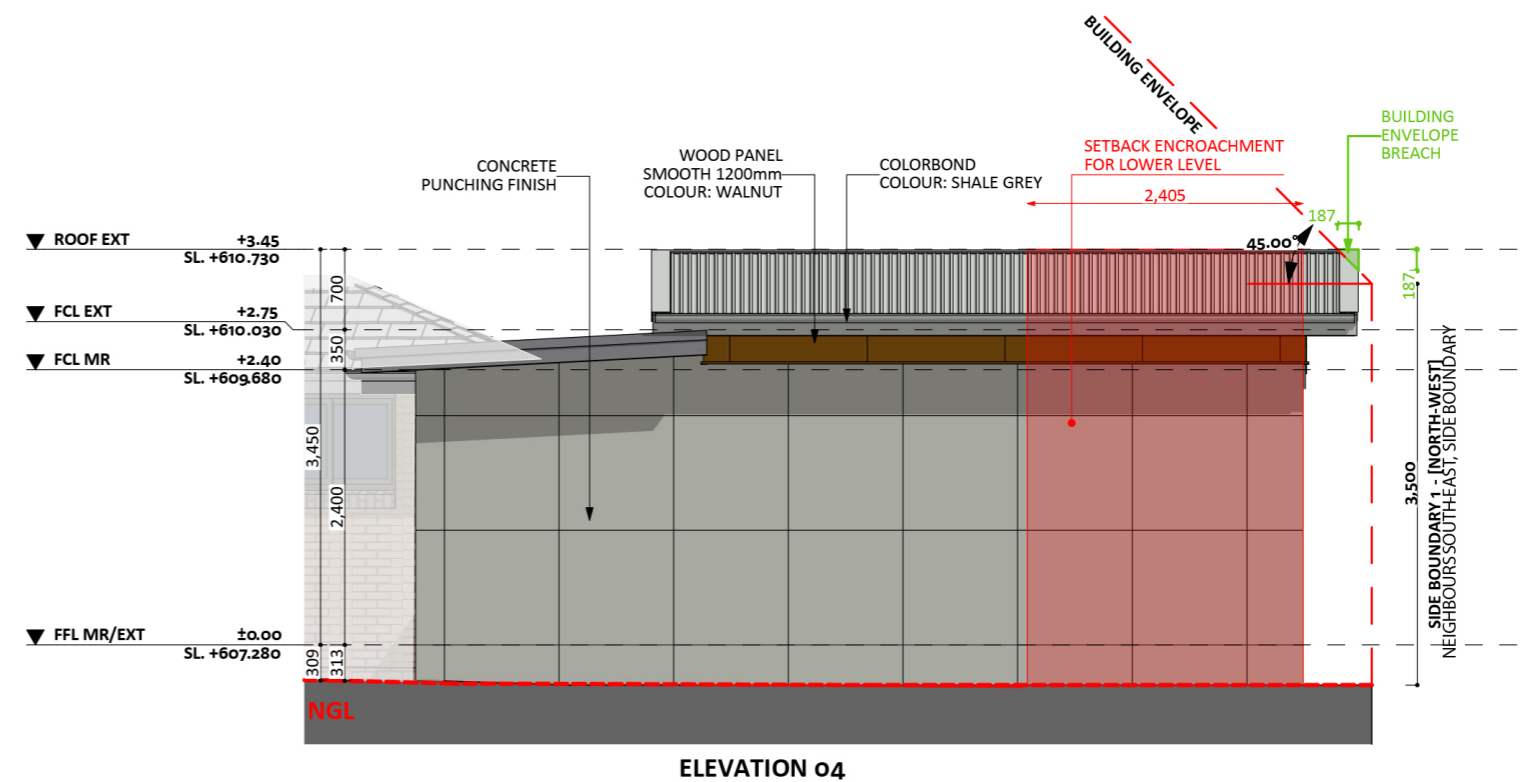 BUILDING ENVELOPE
BUILDING
ENVELOPE
BREACH
SETBACK ENCROACHMENT
FOR LOWER LEVEL
2,405
CONCRETE
PUNCHING FINISH
WOOD PANEL
SMOOTH 1200mm
COLOUR: WALNUT
COLORBOND
COLOUR: SHALE GREY
187
45.00°
187
ROOF EXT +3.45
SL. +610.730
FCL EXT +2.75
SL. +610.030
FCL MR +2.40
SL. +609.680
700
350
3,450
2,400
FFL MR/EXT ±0.00
SL. +607.280
309
313
3,500
SIDE BOUNDARY 1 - [NORTH-WEST]
NEIGHBOURS SOUTH-EAST, SIDE BOUNDARY
NGL
ELEVATION 04